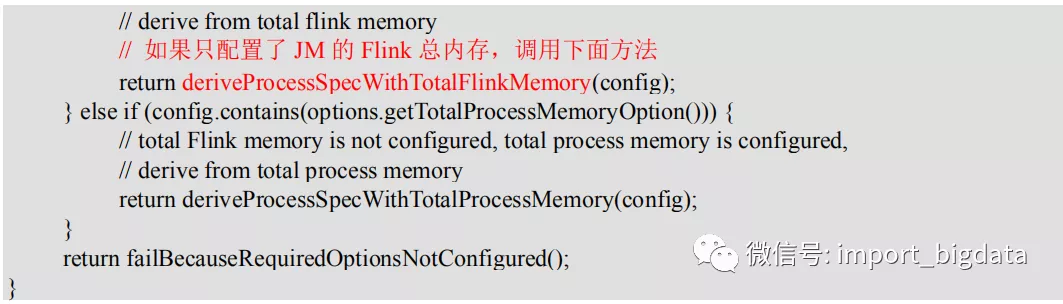 // derive from total flink memory
// 如果只配置了 JM 的 Flink 总内存，调用下面方法
return deriveProcessSpecWithTotalFlinkMemory(config);
} else if (config.contains(options.getTotalProcessMemoryOption())) {
// total Flink memory is not configured, total process memory is configured,
// derive from total process memory
return deriveProcessSpecWithTotalProcessMemory(config);
}
return failBecauseRequiredOptionsNotConfigured();
微信号: import_bigdata
}